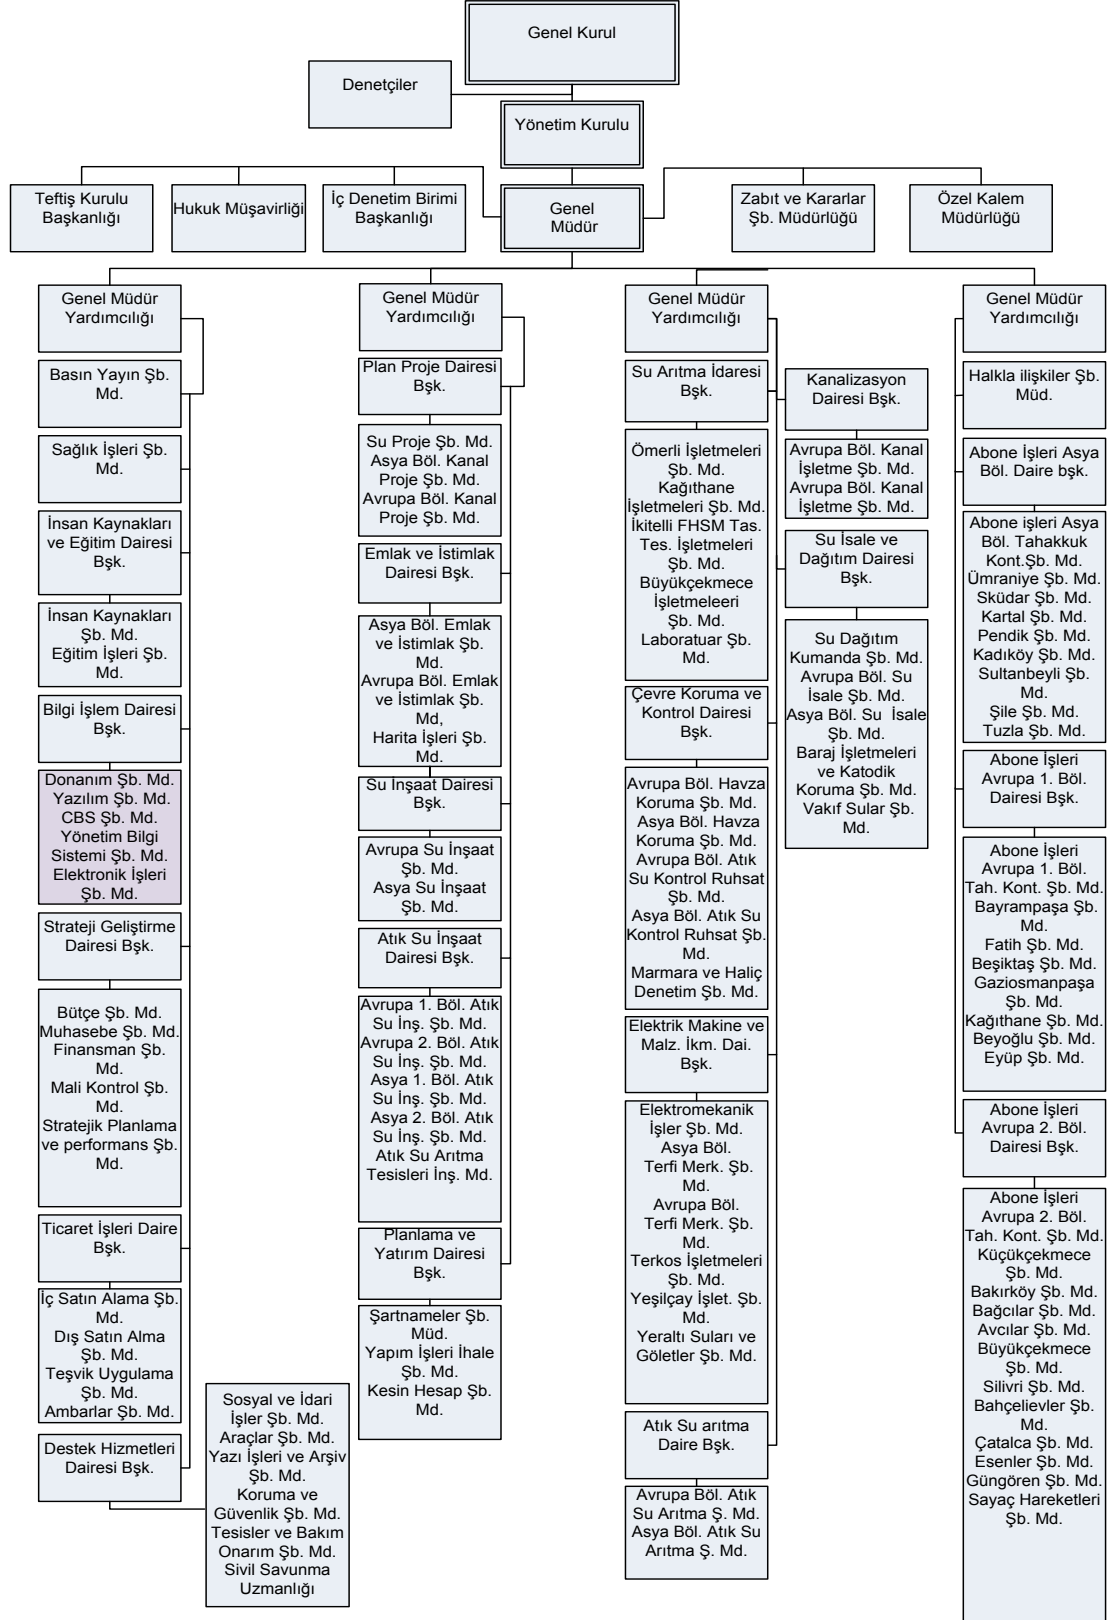 Genel Kurul
Denetçiler
Yönetim Kurulu
Teftiş Kurulu
Başkanlığı
Hukuk Müşavirliği
İç Denetim Birimi
Başkanlığı
Genel
Müdür
Zabıt ve Kararlar
Şb. Müdürlüğü
Özel Kalem
Müdürlüğü
Genel Müdür
Yardımcılığı
Basın Yayın Şb.
Md.
Sağlık İşleri Şb.
Md.
İnsan Kaynakları
ve Eğitim Dairesi
Bşk.
İnsan Kaynakları
Şb. Md.
Eğitim İşleri Şb.
Md.
Bilgi İşlem Dairesi
Bşk.
Donanım Şb. Md.
Yazılım Şb. Md.
CBS Şb. Md.
Yönetim Bilgi
Sistemi Şb. Md.
Elektronik İşleri
Şb. Md.
Strateji Geliştirme
Dairesi Bşk.
Bütçe Şb. Md.
Muhasebe Şb. Md.
Finansman Şb.
Md.
Mali Kontrol Şb.
Md.
Stratejik Planlama
ve performans Şb.
Md.
Ticaret İşleri Daire
Bşk.
İç Satın Alama Şb.
Md.
Dış Satın Alma
Şb. Md.
Teşvik Uygulama
Şb. Md.
Ambarlar Şb. Md.
Destek Hizmetleri
Dairesi Bşk.
Sosyal ve İdari
İşler Şb. Md.
Araçlar Şb. Md.
Yazı İşleri ve Arşiv
Şb. Md.
Koruma ve
Güvenlik Şb. Md.
Tesisler ve Bakım
Onarım Şb. Md.
Sivil Savunma
Uzmanlığı
Genel Müdür
Yardımcılığı
Plan Proje Dairesi
Bşk.
Su Proje Şb. Md.
Asya Böl. Kanal
Proje Şb. Md.
Avrupa Böl. Kanal
Proje Şb. Md.
Emlak ve İstimlak
Dairesi Bşk.
Asya Böl. Emlak
ve İstimlak Şb.
Md.
Avrupa Böl. Emlak
ve İstimlak Şb.
Md,
Harita İşleri Şb.
Md.
Su İnşaat Dairesi
Bşk.
Avrupa Su İnşaat
Şb. Md.
Asya Su İnşaat
Şb. Md.
Atık Su İnşaat
Dairesi Bşk.
Avrupa 1. Böl. Atık
Su İnş. Şb. Md.
Avrupa 2. Böl. Atık
Su İnş. Şb. Md.
Asya 1. Böl. Atık
Su İnş. Şb. Md.
Asya 2. Böl. Atık
Su İnş. Şb. Md.
Atık Su Arıtma
Tesisleri İnş. Md.
Planlama ve
Yatırım Dairesi
Bşk.
Şartnameler Şb.
Müd.
Yapım İşleri İhale
Şb. Md.
Kesin Hesap Şb.
Md.
Genel Müdür
Yardımcılığı
Su Arıtma İdaresi
Bşk.
Ömerli İşletmeleri
Şb. Md.
Kağıthane
İşletmeleri Şb. Md.
İkitelli FHSM Tas.
Tes. İşletmeleri
Şb. Md.
Büyükçekmece
İşletmeleeri
Şb. Md.
Laboratuar Şb.
Md.
Çevre Koruma ve
Kontrol Dairesi
Bşk.
Avrupa Böl. Havza
Koruma Şb. Md.
Asya Böl. Havza
Koruma Şb. Md.
Avrupa Böl. Atık
Su Kontrol Ruhsat
Şb. Md.
Asya Böl. Atık Su
Kontrol Ruhsat Şb.
Md.
Marmara ve Haliç
Denetim Şb. Md.
Elektrik Makine ve
Malz. İkm. Dai.
Bşk.
Elektromekanik
İşler Şb. Md.
Asya Böl.
Terfi Merk. Şb.
Md.
Avrupa Böl.
Terfi Merk. Şb.
Md.
Terkos İşletmeleri
Şb. Md.
Yeşilçay İşlet. Şb.
Md.
Yeraltı Suları ve
Göletler Şb. Md.
Atık Su arıtma
Daire Bşk.
Avrupa Böl. Atık
Su Arıtma Ş. Md.
Asya Böl. Atık Su
Arıtma Ş. Md.
Kanalizasyon
Dairesi Bşk.
Avrupa Böl. Kanal
İşletme Şb. Md.
Avrupa Böl. Kanal
İşletme Şb. Md.
Su İsale ve
Dağıtım Dairesi
Bşk.
Su Dağıtım
Kumanda Şb. Md.
Avrupa Böl. Su
İsale Şb. Md.
Asya Böl. Su  İsale
Şb. Md.
Baraj İşletmeleri
ve Katodik
Koruma Şb. Md.
Vakıf Sular Şb.
Md.
Genel Müdür
Yardımcılığı
Halkla ilişkiler Şb.
Müd.
Abone İşleri Asya
Böl. Daire bşk.
Abone işleri Asya
Böl. Tahakkuk
Kont.Şb. Md.
Ümraniye Şb. Md.
Sküdar Şb. Md.
Kartal Şb. Md.
Pendik Şb. Md.
Kadıköy Şb. Md.
Sultanbeyli Şb.
Md.
Şile Şb. Md.
Tuzla Şb. Md.
Abone İşleri
Avrupa 1. Böl.
Dairesi Bşk.
Abone İşleri
Avrupa 1. Böl.
Tah. Kont. Şb. Md.
Bayrampaşa Şb.
Md.
Fatih Şb. Md.
Beşiktaş Şb. Md.
Gaziosmanpaşa
Şb. Md.
Kağıthane Şb. Md.
Beyoğlu Şb. Md.
Eyüp Şb. Md.
Abone İşleri
Avrupa 2. Böl.
Dairesi Bşk.
Abone İşleri
Avrupa 2. Böl.
Tah. Kont. Şb. Md.
Küçükçekmece
Şb. Md.
Bakırköy Şb. Md.
Bağcılar Şb. Md.
Avcılar Şb. Md.
Büyükçekmece
Şb. Md.
Silivri Şb. Md.
Bahçelievler Şb.
Md.
Çatalca Şb. Md.
Esenler Şb. Md.
Güngören Şb. Md.
Sayaç Hareketleri
Şb. Md.